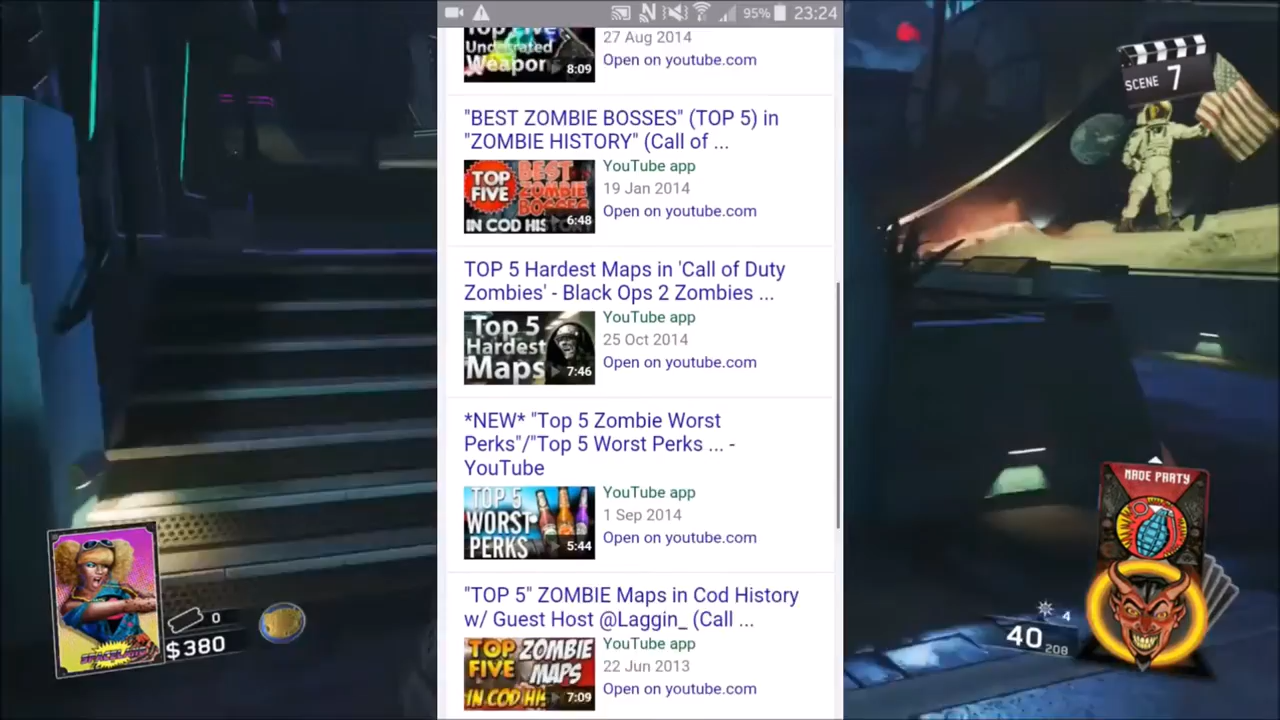 95% 23:24
Top Five
Underrated
Weapon
8:09
27 Aug 2014
Open on youtube.com
"BEST ZOMBIE BOSSES" (TOP 5) in
"ZOMBIE HISTORY" (Call of ...
TOP
FIVE
BEST
ZOMBIE
BOSSES
IN COD HIS
6:48
YouTube app
19 Jan 2014
Open on youtube.com
TOP 5 Hardest Maps in 'Call of Duty
Zombies' - Black Ops 2 Zombies ...
Top 5
Hardest
Maps
7:46
YouTube app
25 Oct 2014
Open on youtube.com
*NEW* "Top 5 Zombie Worst
Perks"/"Top 5 Worst Perks ... -
YouTube
TOP 5
WORST
PERKS
5:44
YouTube app
1 Sep 2014
Open on youtube.com
"TOP 5" ZOMBIE Maps in Cod History
w/ Guest Host @Laggin_ (Call ...
TOP
FIVE
ZOMBIE
MAPS
IN COD HI
7:09
YouTube app
22 Jun 2013
Open on youtube.com
SCENE 7
MADE PARTY
0
$380
4
40
208